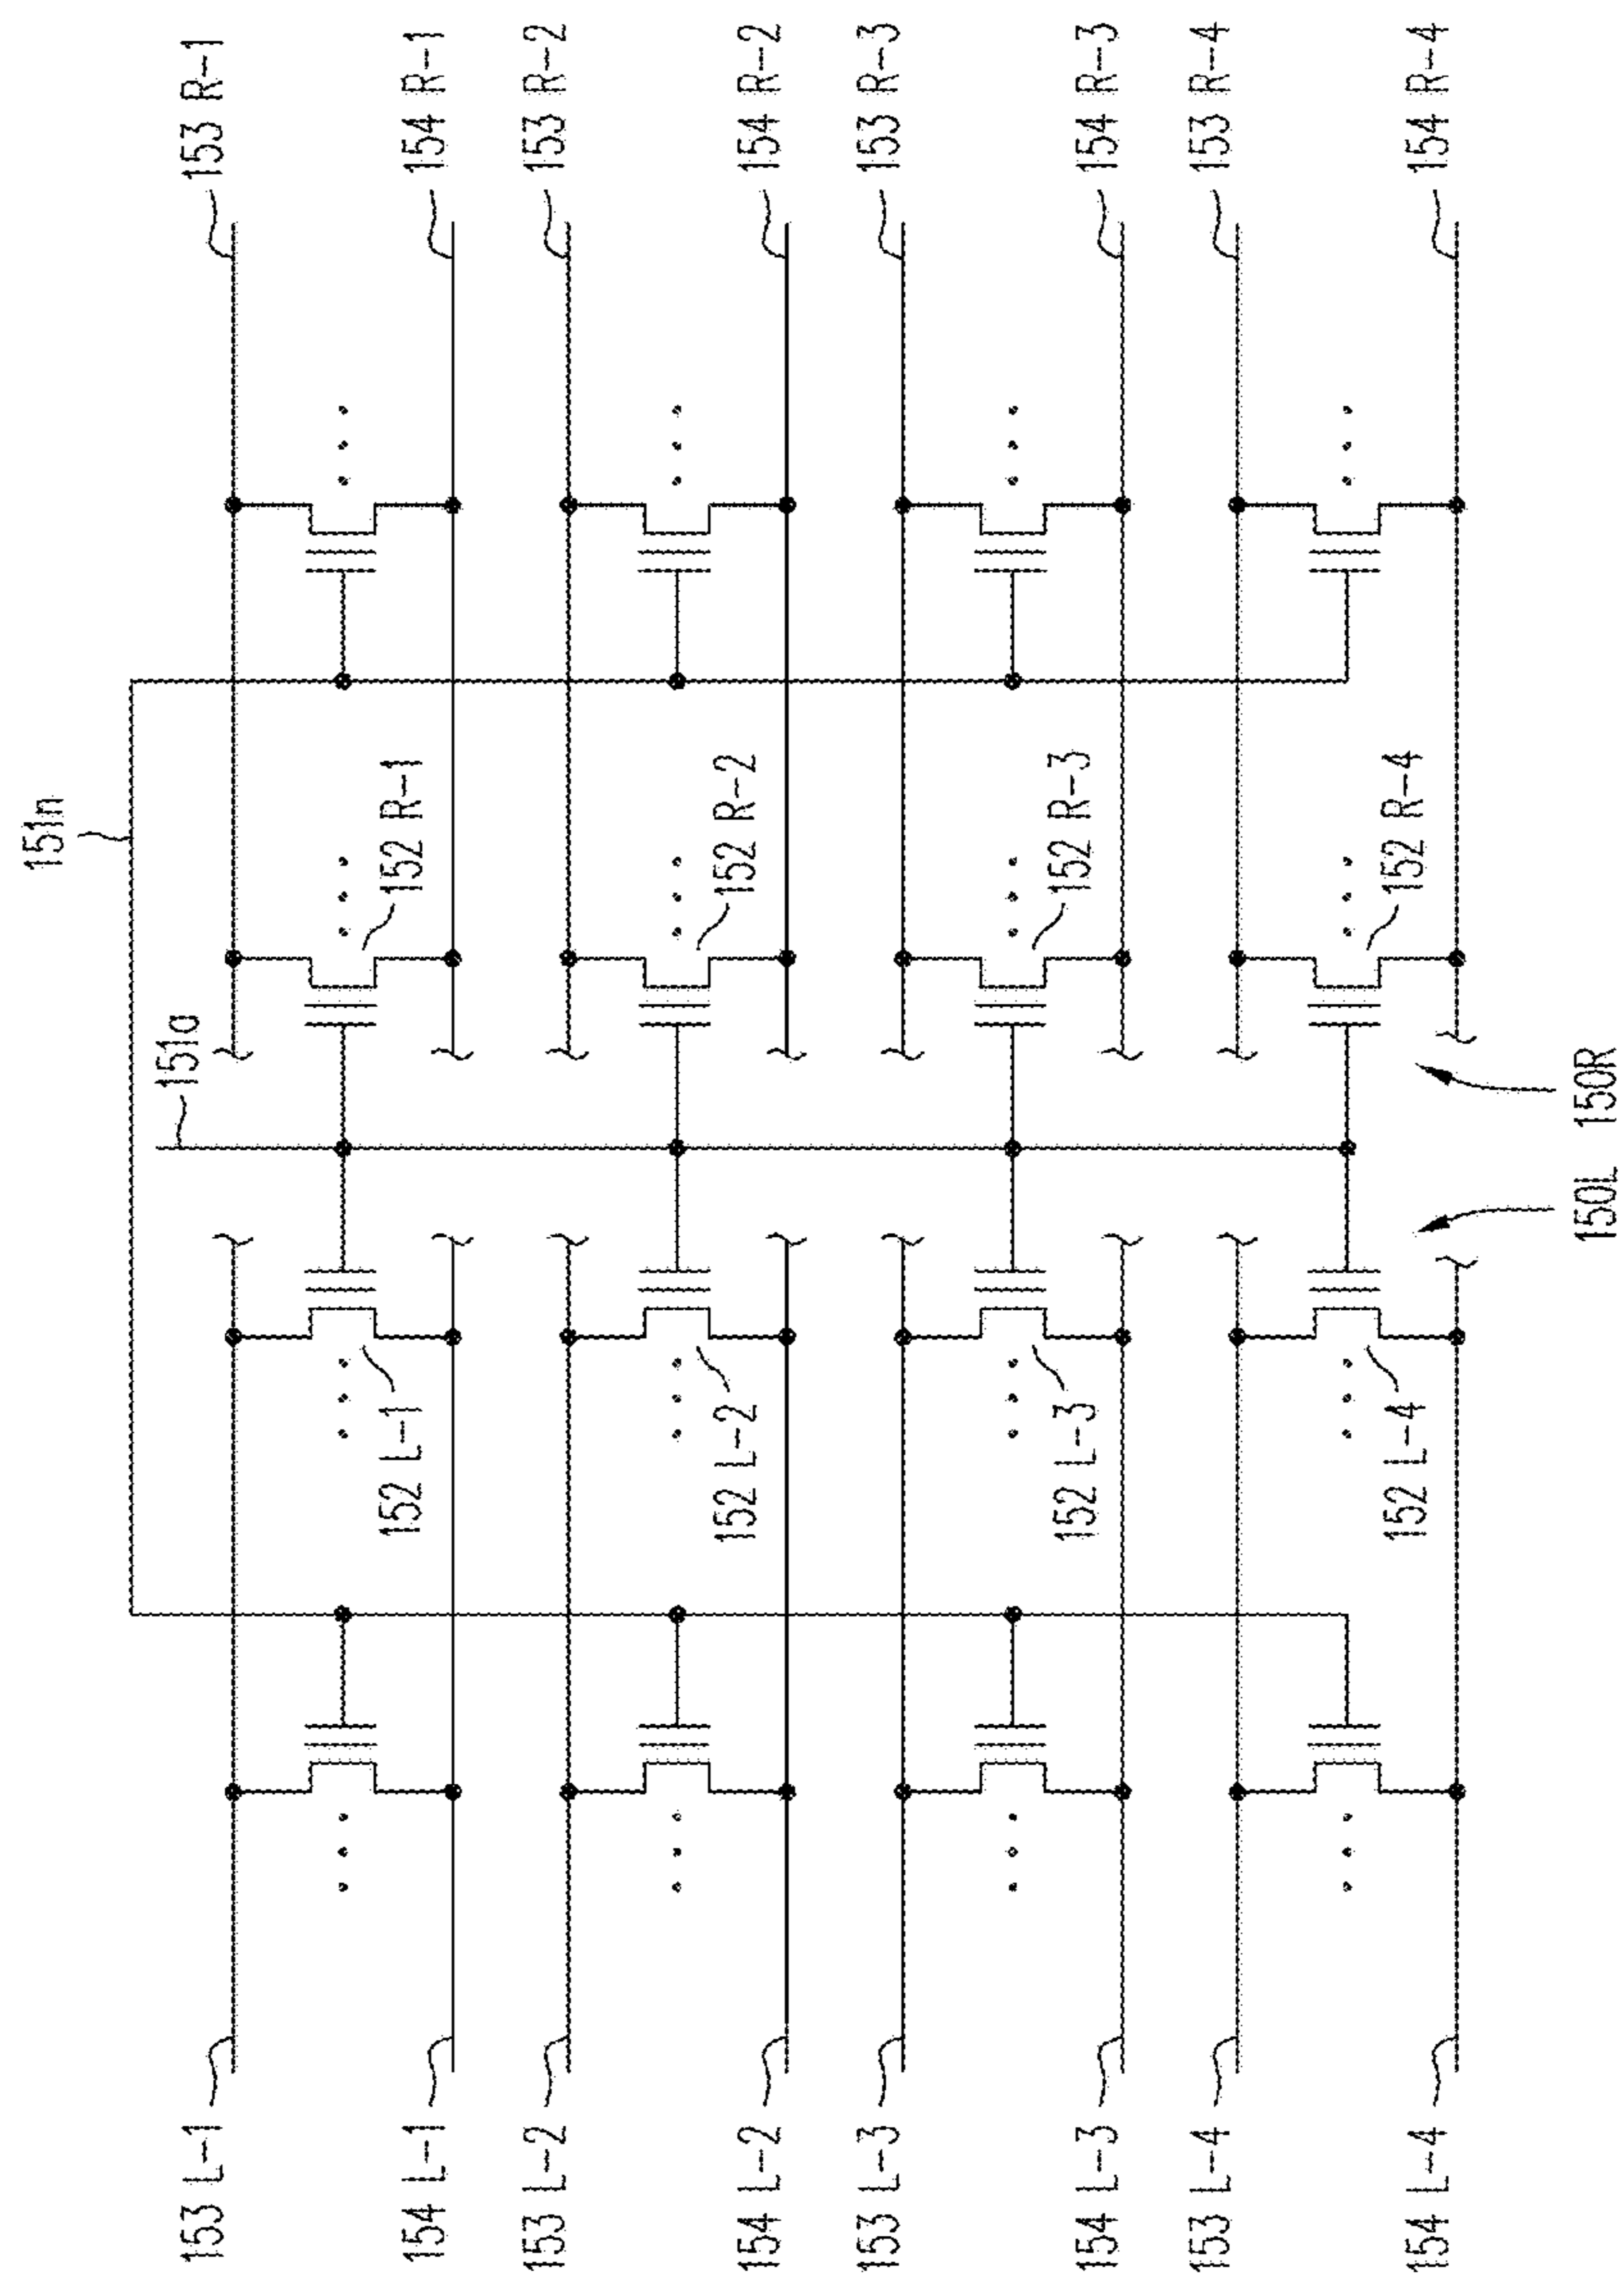 153 R-1
154 R-1
153 R-2
154 R-2
153 R-3
154 R-3
153 R-4
154 R-4
151n
152 R-1
152 R-2
152 R-3
152 R-4
151a
150R
150L
152 L-1
152 L-2
152 L-3
152 L-4
153 L-1
154 L-1
153 L-2
154 L-2
153 L-3
154 L-3
153 L-4
154 L-4